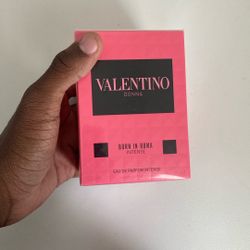 VALENTINO
DONNA
BORN IN ROMA
INTENSE
EAU DE PARFUM INTENSE